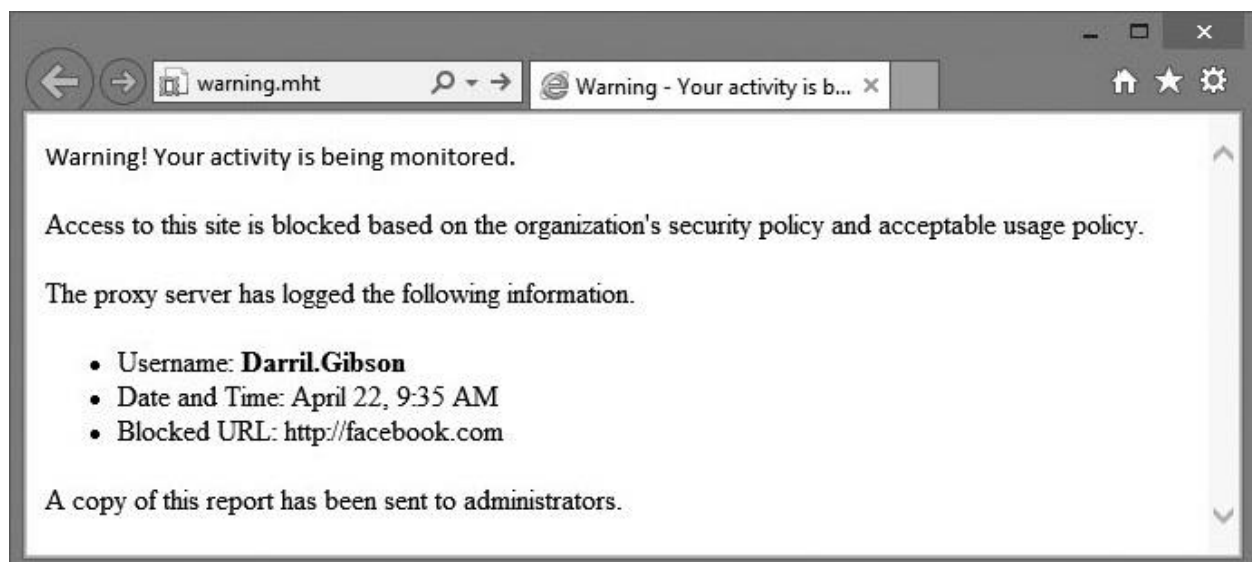 warning.mht
Warning - Your activity is b...
Warning! Your activity is being monitored.
Access to this site is blocked based on the organization's security policy and acceptable usage policy.
The proxy server has logged the following information.
• Username: Darril.Gibson
• Date and Time: April 22, 9:35 AM
• Blocked URL: http://facebook.com
A copy of this report has been sent to administrators.